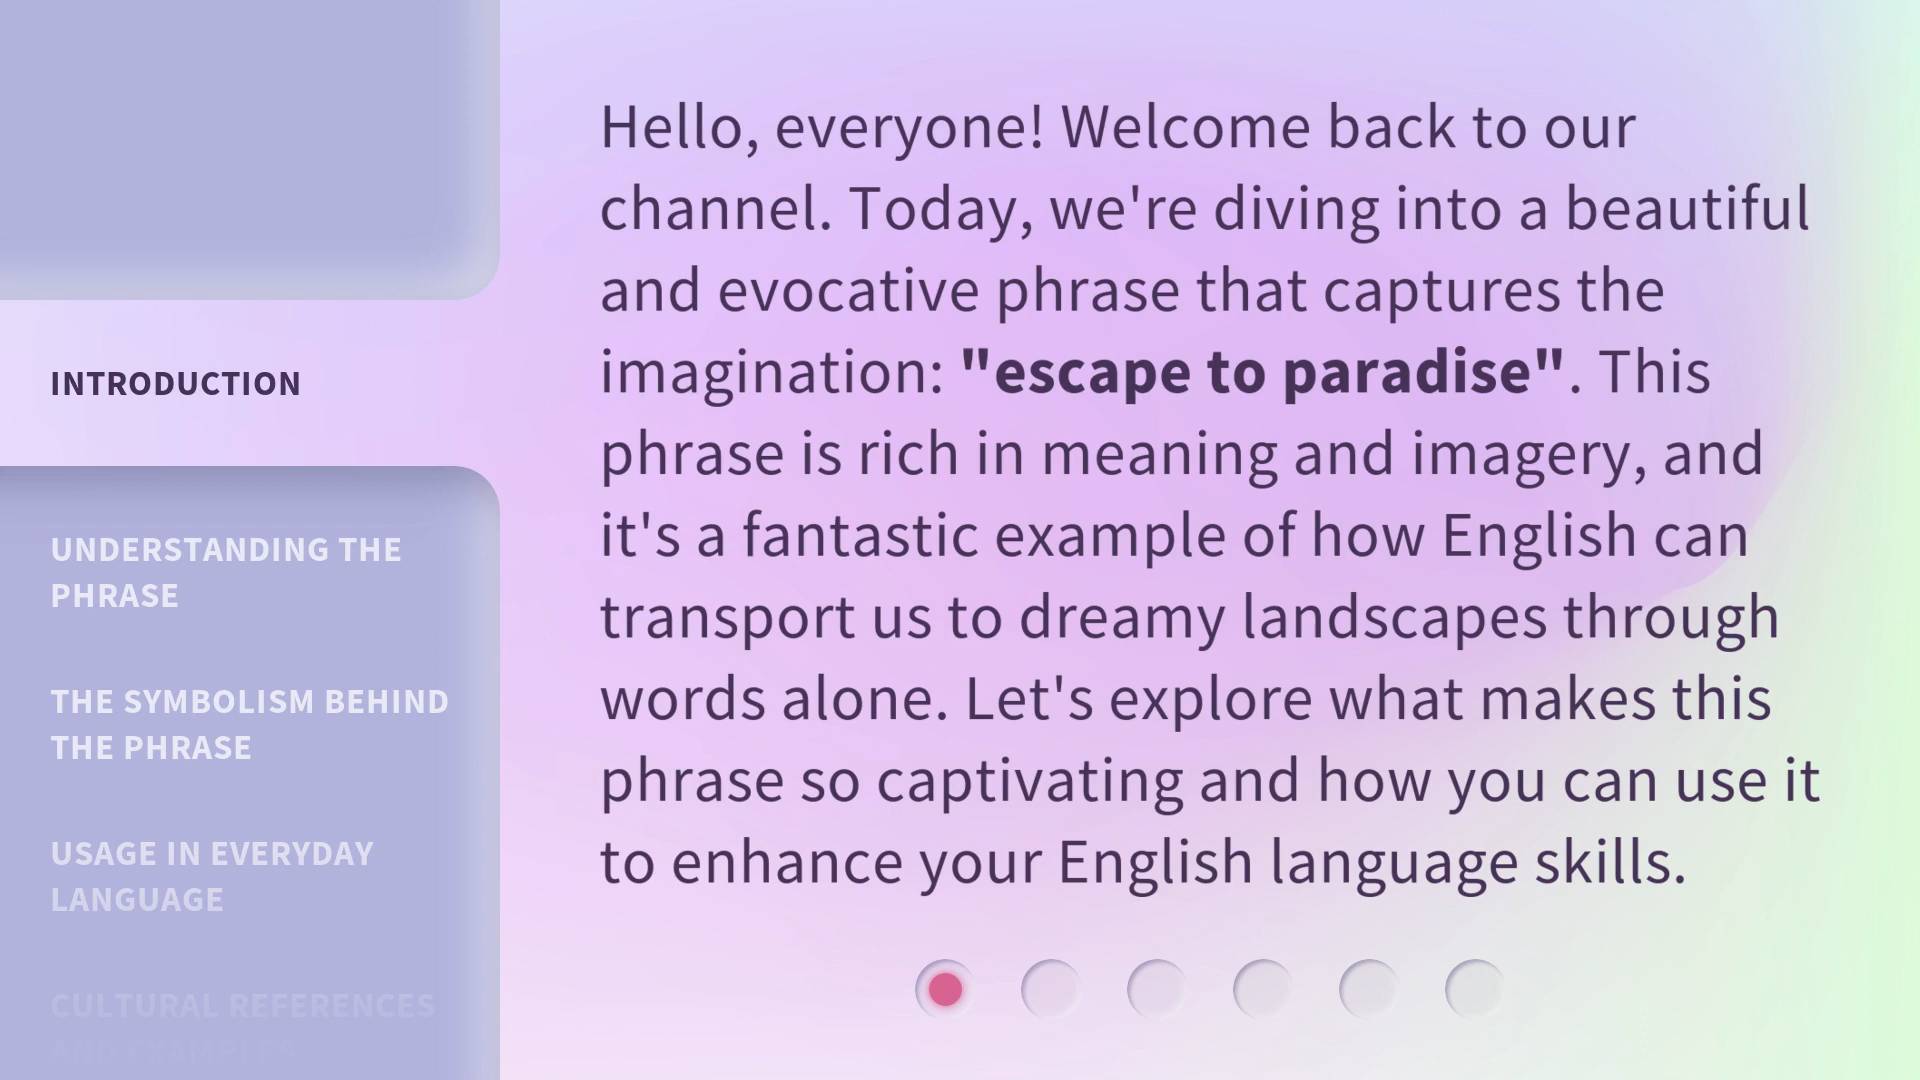 INTRODUCTION
UNDERSTANDING THE
PHRASE
THE SYMBOLISM BEHIND
THE PHRASE
USAGE IN EVERYDAY
LANGUAGE
CULTURAL REFERENCES
AND EXAMPLES
Hello, everyone! Welcome back to our
channel. Today, we're diving into a beautiful
and evocative phrase that captures the
imagination: "escape to paradise". This
phrase is rich in meaning and imagery, and
it's a fantastic example of how English can
transport us to dreamy landscapes through
words alone. Let's explore what makes this
phrase so captivating and how you can use it
to enhance your English language skills.